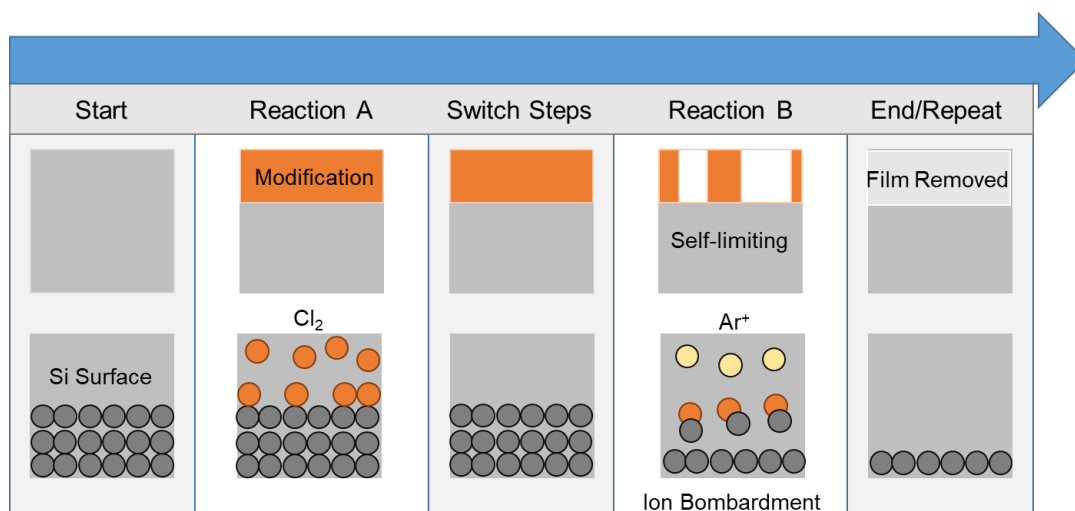 Start
Reaction A
Switch Steps
Reaction B
End/Repeat
Modification
Film Removed
Self-limiting
Cl₂
Ar⁺
Si Surface
Ion Bombardment